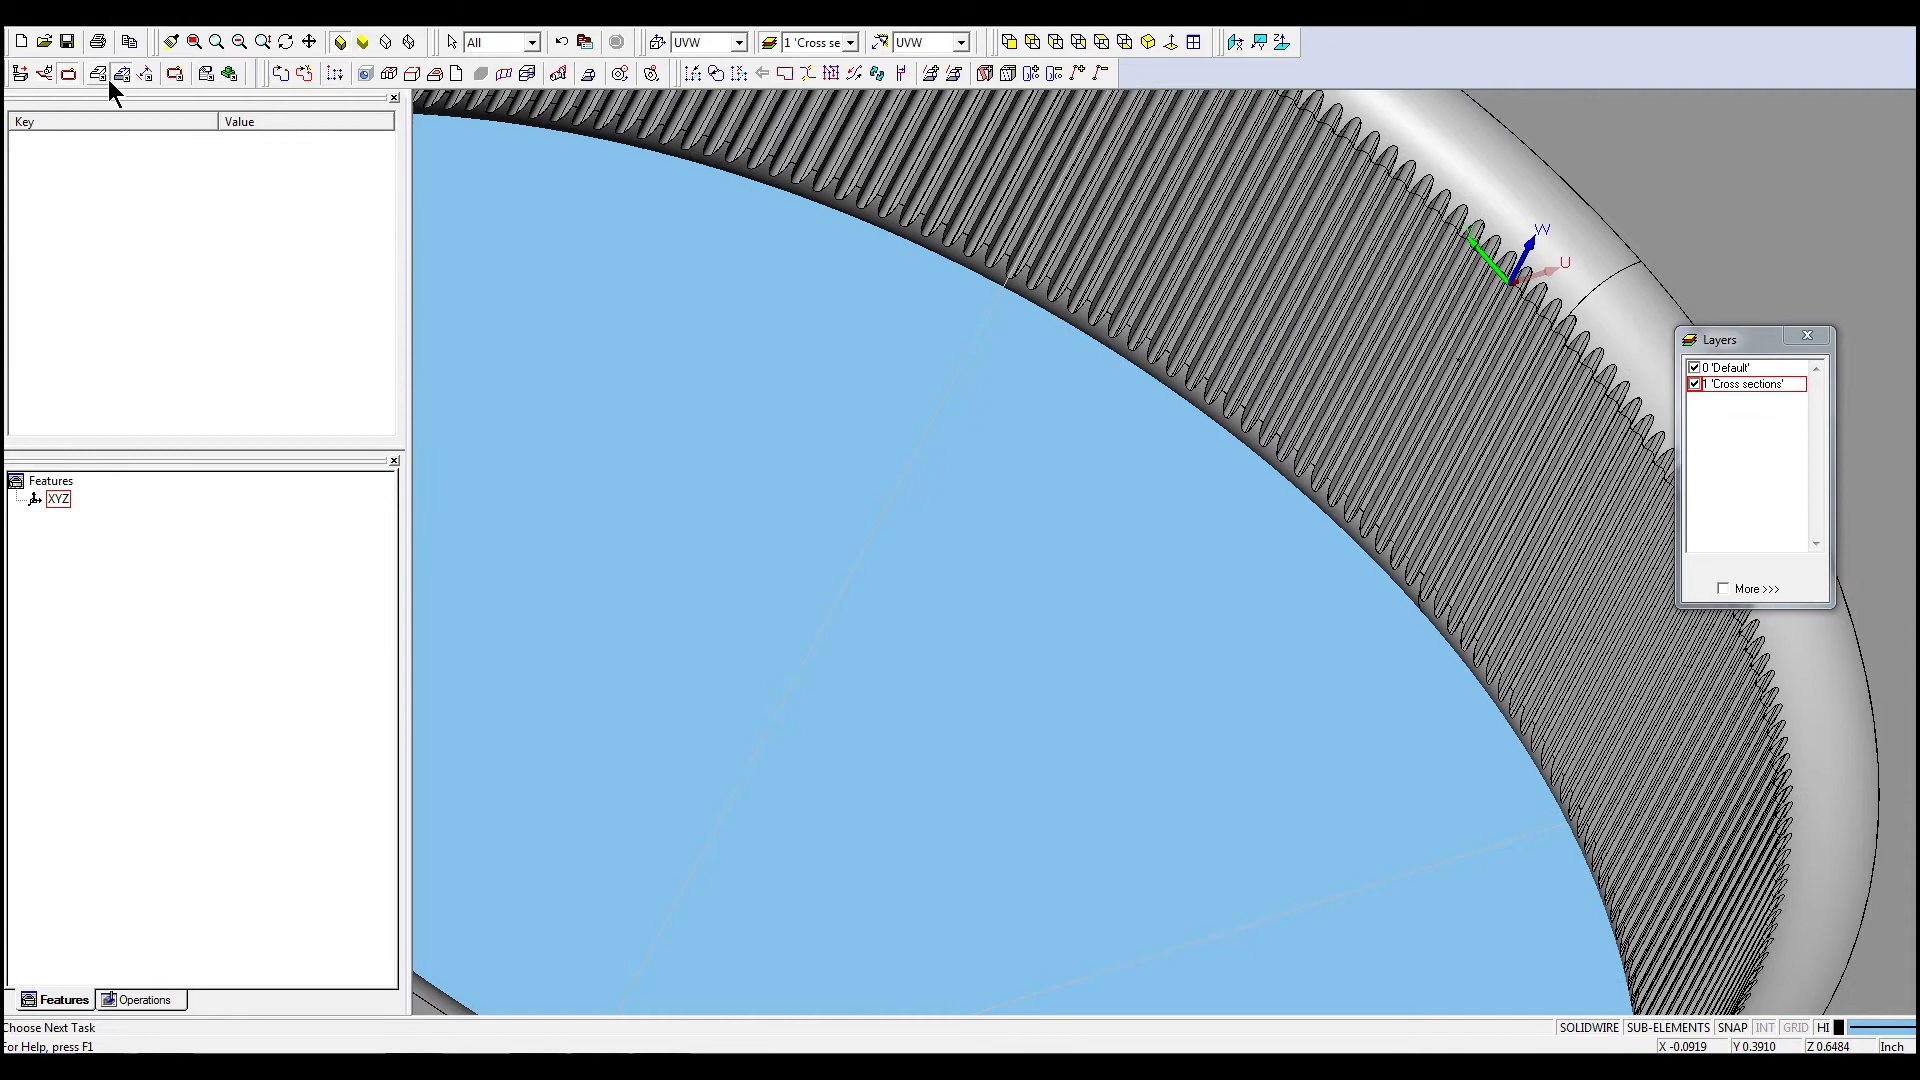 All
UVW
1 'Cross se
UVW
Key
Value
W
U
Layers
0 'Default'
1 'Cross sections'
More >>>
Features
XYZ
Features
Operations
Choose Next Task
SOLIDWIRE
SUB-ELEMENTS
SNAP
INT
GRID
HI
For Help, press F1
X -0.0919
Y 0.3910
Z 0.6484
Inch